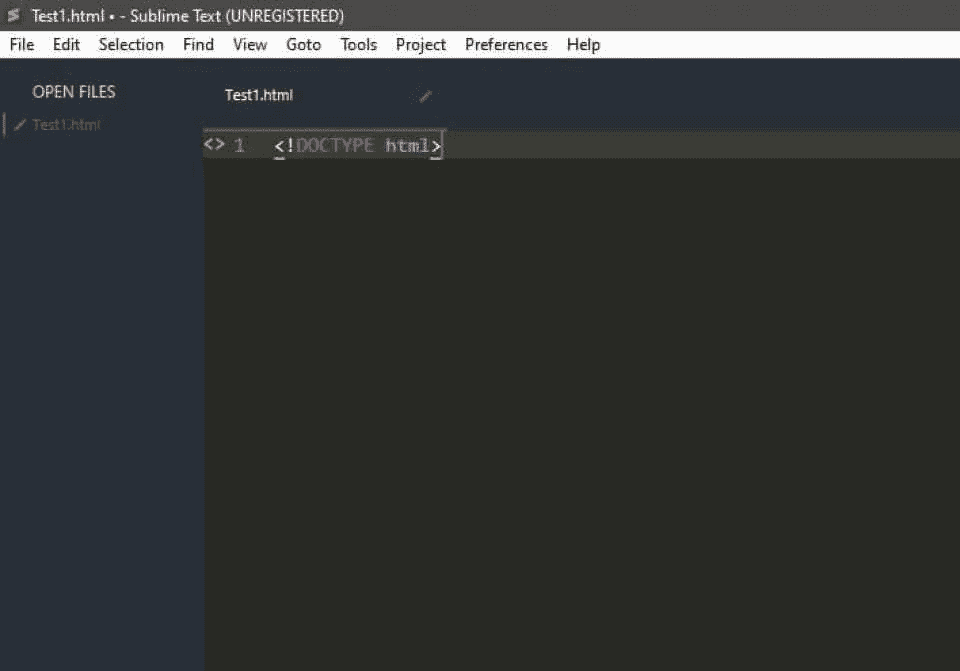 Test1.html • - Sublime Text (UNREGISTERED)
File Edit Selection Find View Goto Tools Project Preferences Help
OPEN FILES
Test1.html
Test1.html
<> 1 <!DOCTYPE html>